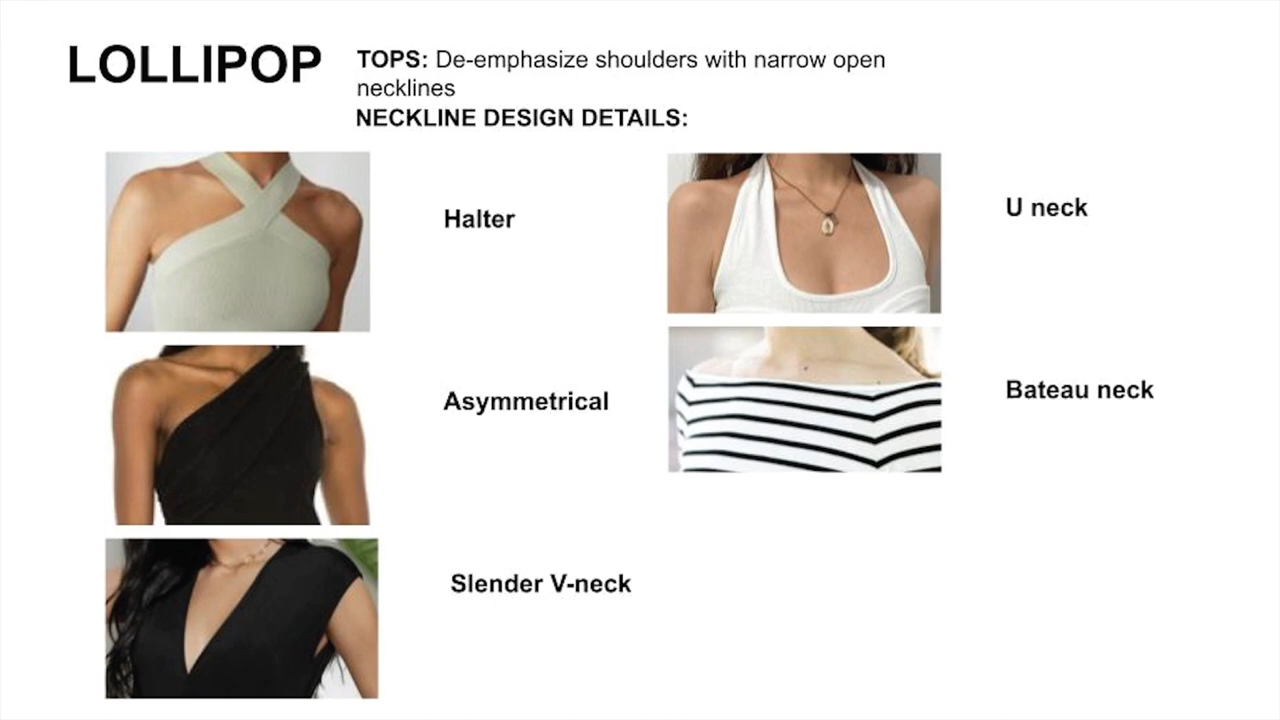 LOLLIPOP
TOPS: De-emphasize shoulders with narrow open
necklines
NECKLINE DESIGN DETAILS:
Halter
U neck
Asymmetrical
Bateau neck
Slender V-neck